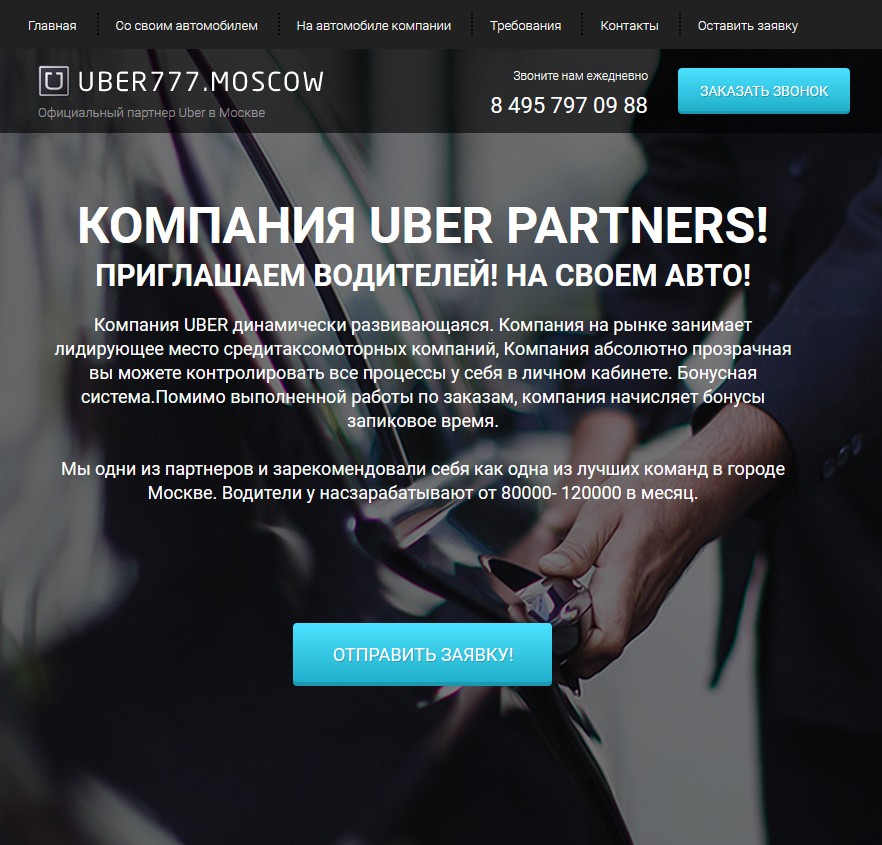 Главная Со своим автомобилем На автомобиле компании Требования Контакты Оставить заявку
UBER777.MOSCOW
Официальный партнер Uber в Москве
Звоните нам ежедневно
8 495 797 09 88
ЗАКАЗАТЬ ЗВОНОК
КОМПАНИЯ UBER PARTNERS!
ПРИГЛАШАЕМ ВОДИТЕЛЕЙ! НА СВОЕМ АВТО!
Компания UBER динамически развивающаяся. Компания на рынке занимает
лидирующее место средитаксомоторных компаний, Компания абсолютно прозрачная
вы можете контролировать все процессы у себя в личном кабинете. Бонусная
система.Помимо выполненной работы по заказам, компания начисляет бонусы
запиковое время.
Мы одни из партнеров и зарекомендовали себя как одна из лучших команд в городе
Москве. Водители у насзарабатывают от 80000- 120000 в месяц.
ОТПРАВИТЬ ЗАЯВКУ!